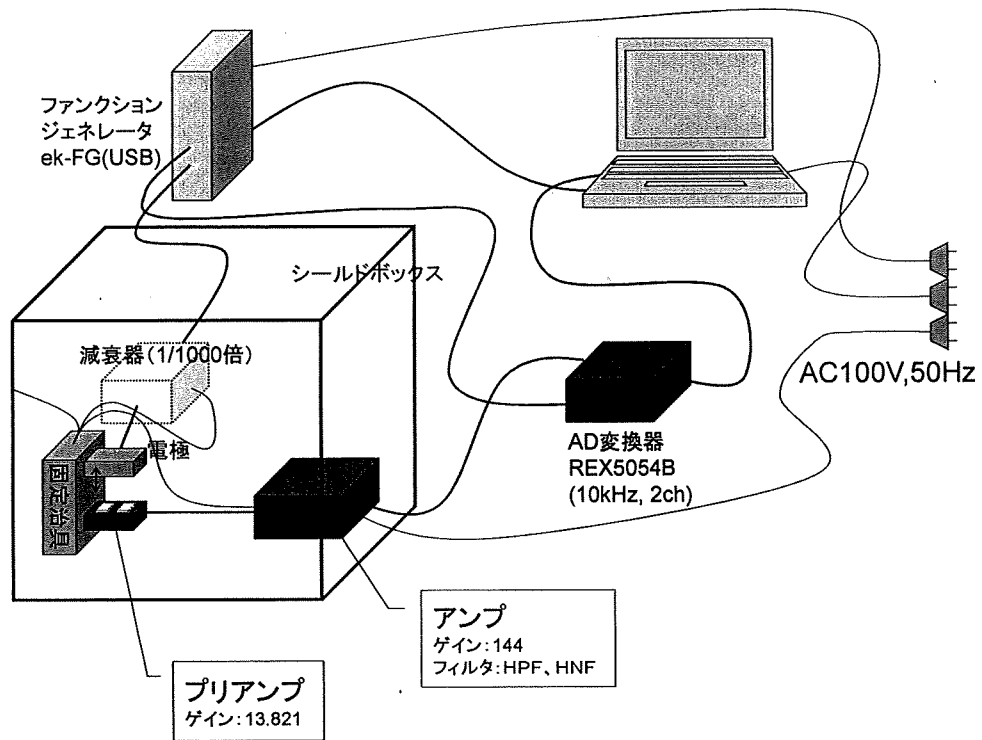 ファンクション
ジェネレータ
ek-FG(USB)
シールドボックス
減衰器(1/1000倍)
電極
固定治具
AC100V,50Hz
AD変換器
REX5054B
(10kHz, 2ch)
アンプ
ゲイン:144
フィルタ:HPF、HNF
プリアンプ
ゲイン:13.821